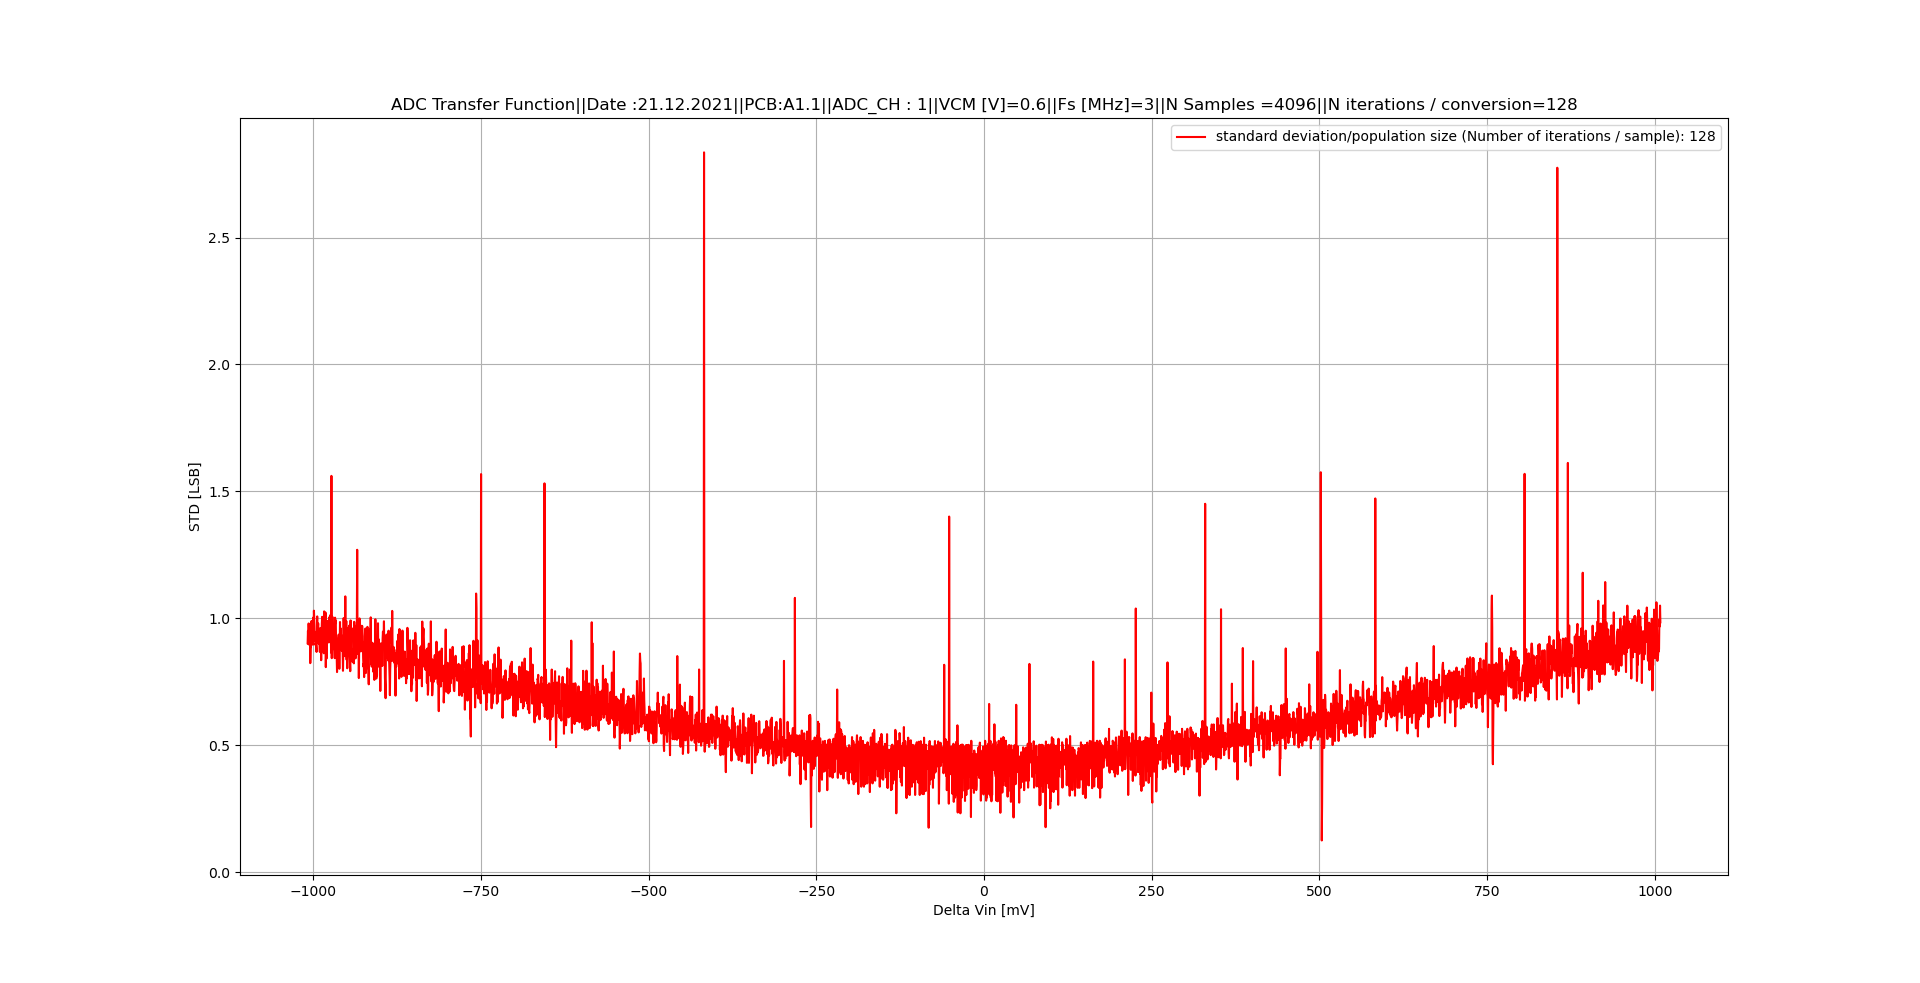 ADC Transfer Function||Date :21.12.2021||PCB:A1.1||ADC_CH : 1||VCM [V]=0.6||Fs [MHz]=3||N Samples =4096||N iterations / conversion=128
standard deviation/population size (Number of iterations / sample): 128
2.5
2.0
1.5
1.0
0.5
0.0
STD [LSB]
−1000 −750 −500 −250 0 250 500 750 1000
Delta Vin [mV]